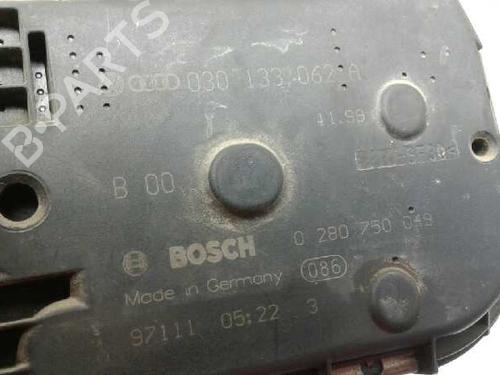 030 133 062 A
41.99
B 00
BOSCH
0 280 750 049
Made in Germany
086
97111 05:22 3
B-PARTS